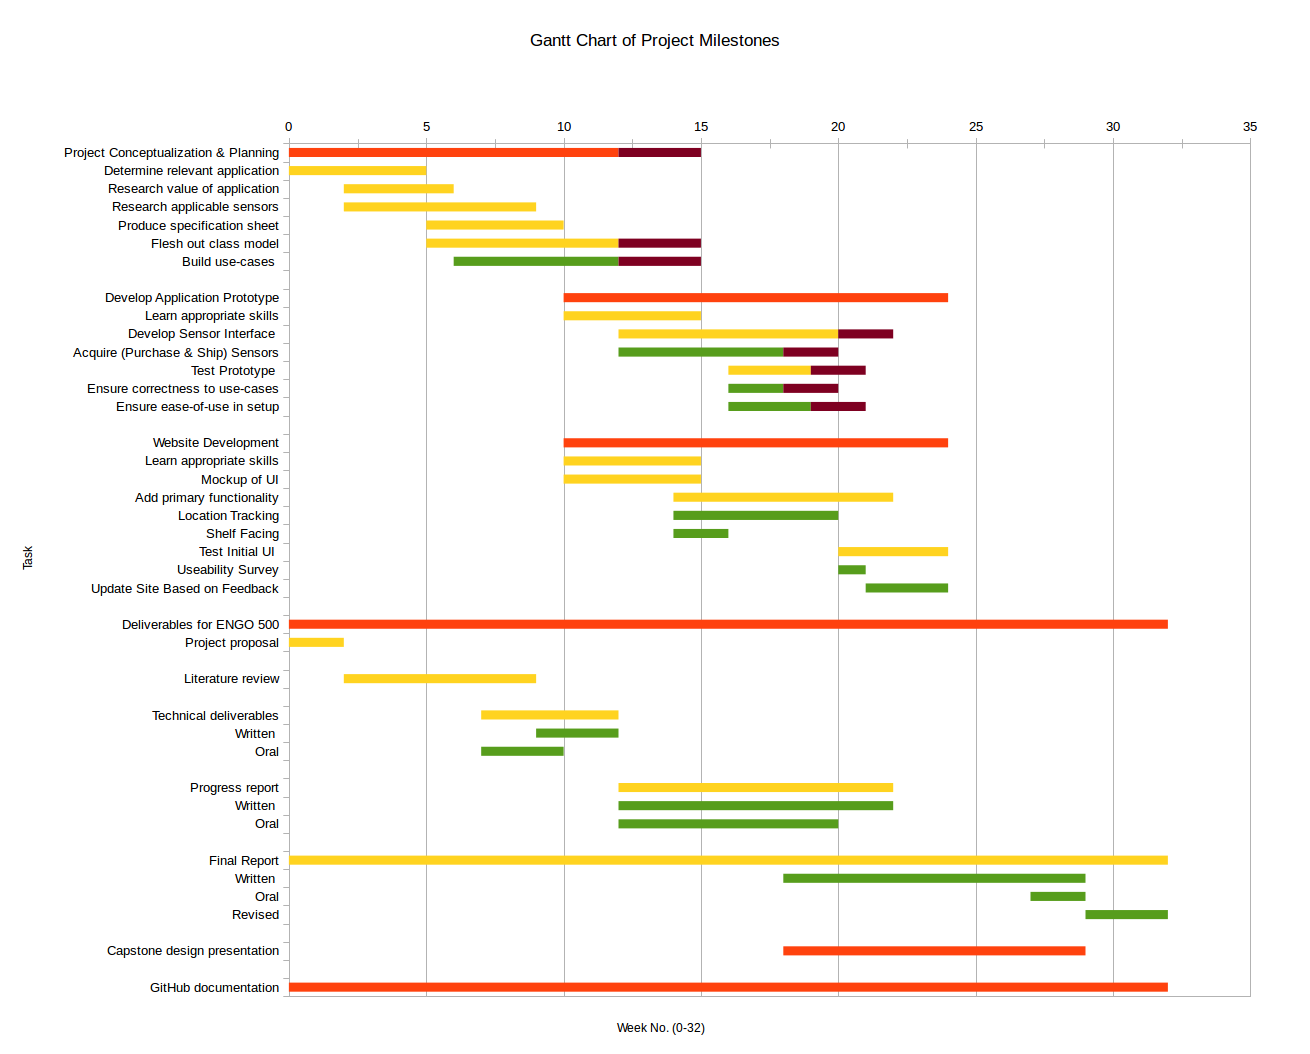 Gantt Chart of Project Milestones
0 5 10 15 20 25 30 35
Project Conceptualization & Planning
Determine relevant application
Research value of application
Research applicable sensors
Produce specification sheet
Flesh out class model
Build use-cases
Develop Application Prototype
Learn appropriate skills
Develop Sensor Interface
Acquire (Purchase & Ship) Sensors
Test Prototype
Ensure correctness to use-cases
Ensure ease-of-use in setup
Website Development
Learn appropriate skills
Mockup of UI
Add primary functionality
Location Tracking
Shelf Facing
Test Initial UI
Useability Survey
Update Site Based on Feedback
Deliverables for ENGO 500
Project proposal
Literature review
Technical deliverables
Written
Oral
Progress report
Written
Oral
Final Report
Written
Oral
Revised
Capstone design presentation
GitHub documentation
Task
Week No. (0-32)